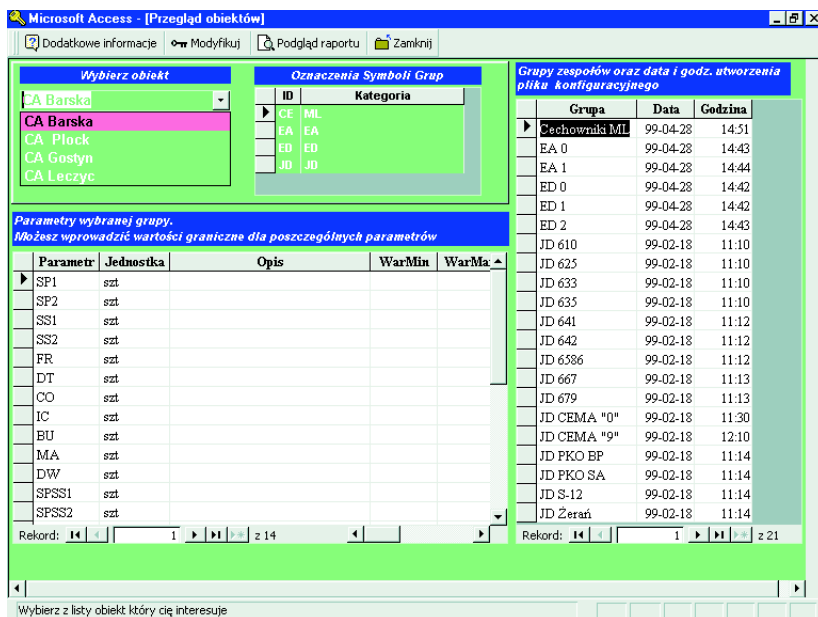 Microsoft Access - [Przegląd obiektów]
Dodatkowe informacje Modyfikuj Podgląd raportu Zamknij
Wybierz obiekt
CA Barska
CA Barska
CA Plock
CA Gostyn
CA Leczyc
Oznaczenia Symboli Grup
ID Kategoria
CE ML
EA EA
ED ED
JD JD
Grupy zespołów oraz data i godz. utworzenia
pliku konfiguracyjnego
Grupa Data Godzina
Cechowniki ML 99-04-28 14:51
EA 0 99-04-28 14:43
EA 1 99-04-28 14:44
ED 0 99-04-28 14:42
ED 1 99-04-28 14:42
ED 2 99-04-28 14:43
JD 610 99-02-18 11:10
JD 625 99-02-18 11:10
JD 633 99-02-18 11:10
JD 635 99-02-18 11:10
JD 641 99-02-18 11:12
JD 642 99-02-18 11:12
JD 6586 99-02-18 11:12
JD 667 99-02-18 11:13
JD 679 99-02-18 11:13
JD CEMA "0" 99-02-18 11:30
JD CEMA "9" 99-02-18 12:10
JD PKO BP 99-02-18 11:14
JD PKO SA 99-02-18 11:14
JD S-12 99-02-18 11:14
JD Żerań 99-02-18 11:14
Rekord: 1 z 21
Parametry wybranej grupy.
Możesz wprowadzić wartości graniczne dla poszczególnych parametrów
Parametr Jednostka Opis WarMin WarMa
SP1 szt
SP2 szt
SS1 szt
SS2 szt
FR szt
DT szt
CO szt
IC szt
BU szt
MA szt
DW szt
SPSS1 szt
SPSS2 szt
Rekord: 1 z 14
Wybierz z listy obiekt który cię interesuje